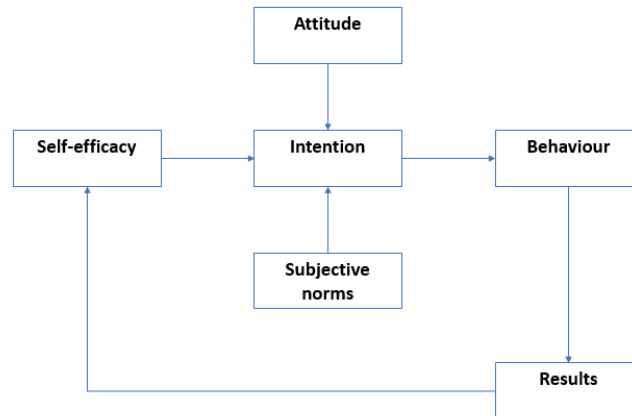 Attitude
Self-efficacy
Intention
Behaviour
Subjective
norms
Results